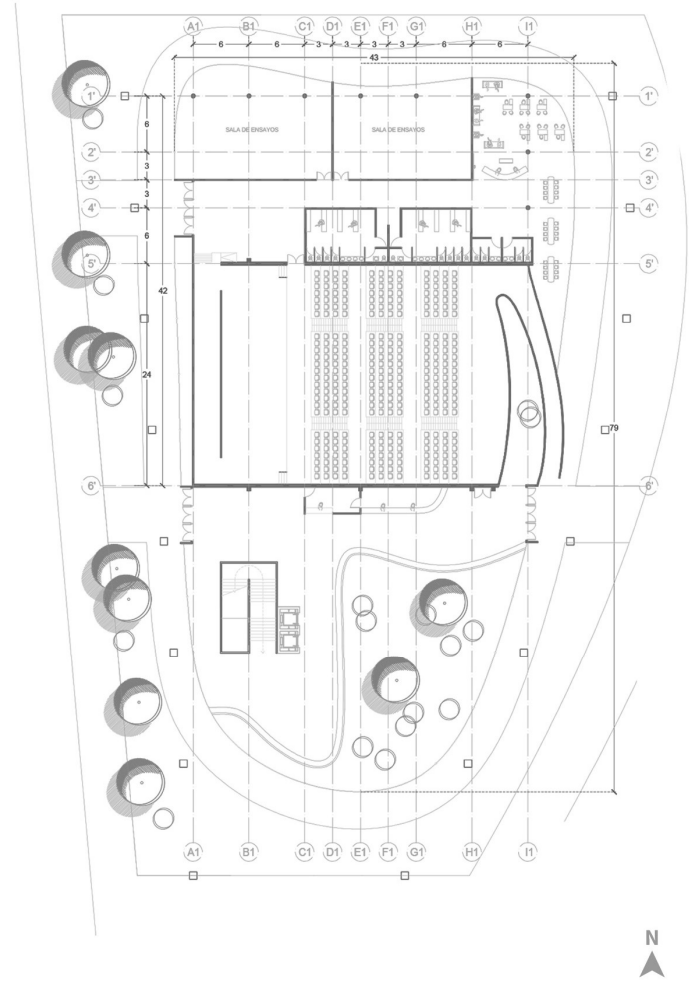 A1 B1 C1 D1 E1 F1 G1 H1 I1
6 6 3 3 3 3 6 6
43
1' 1'
SALA DE ENSAYOS SALA DE ENSAYOS
6
2' 2'
3
3' 3'
3
4' 4'
6
5' 5'
42
24
79
6' 6'
A1 B1 C1 D1 E1 F1 G1 H1 I1
N